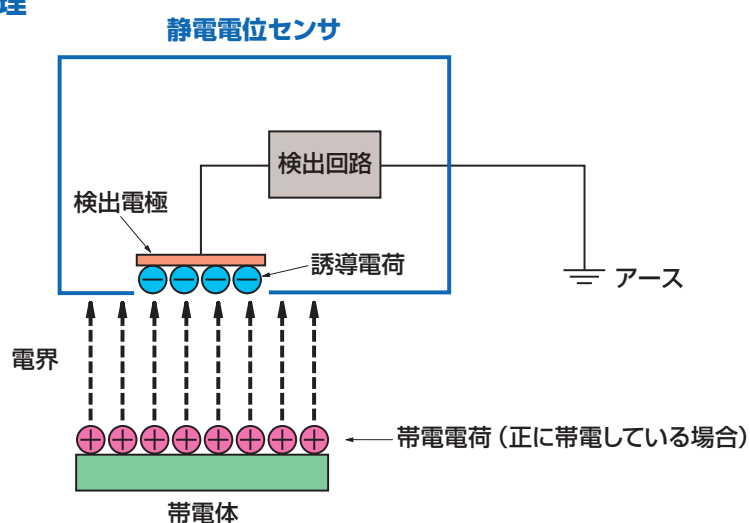 理
静電電位センサ
検出回路
検出電極
誘導電荷
アース
電界
帯電電荷（正に帯電している場合）
帯電体